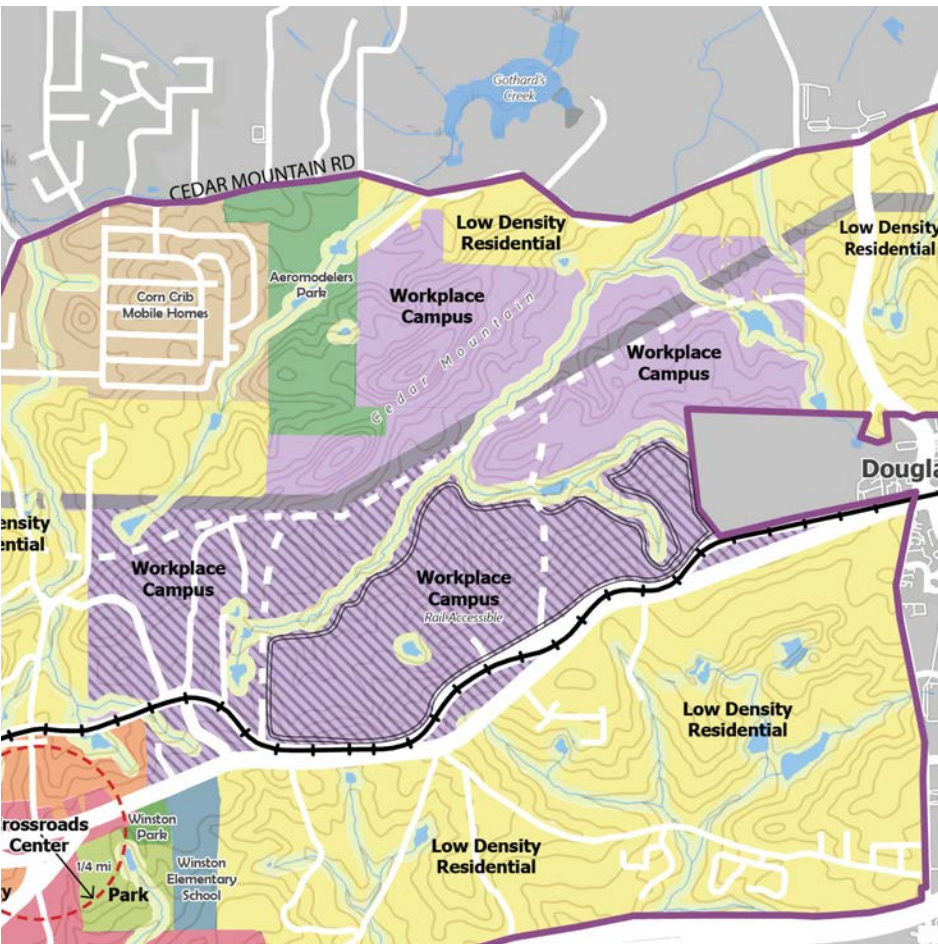 Gothard's
Creek
CEDAR MOUNTAIN RD
Low Density
Residential
Low Density
Residential
Aeromodelers
Park
Corn Crib
Mobile Homes
Workplace
Campus
Cedar Mountain
Workplace
Campus
Dougla
ensity
ential
Workplace
Campus
Workplace
Campus
Rail Accessible
Low Density
Residential
Winston
Park
rossroads
Center
1/4 mi
Winston
Elementary
School
Low Density
Residential
y
Park